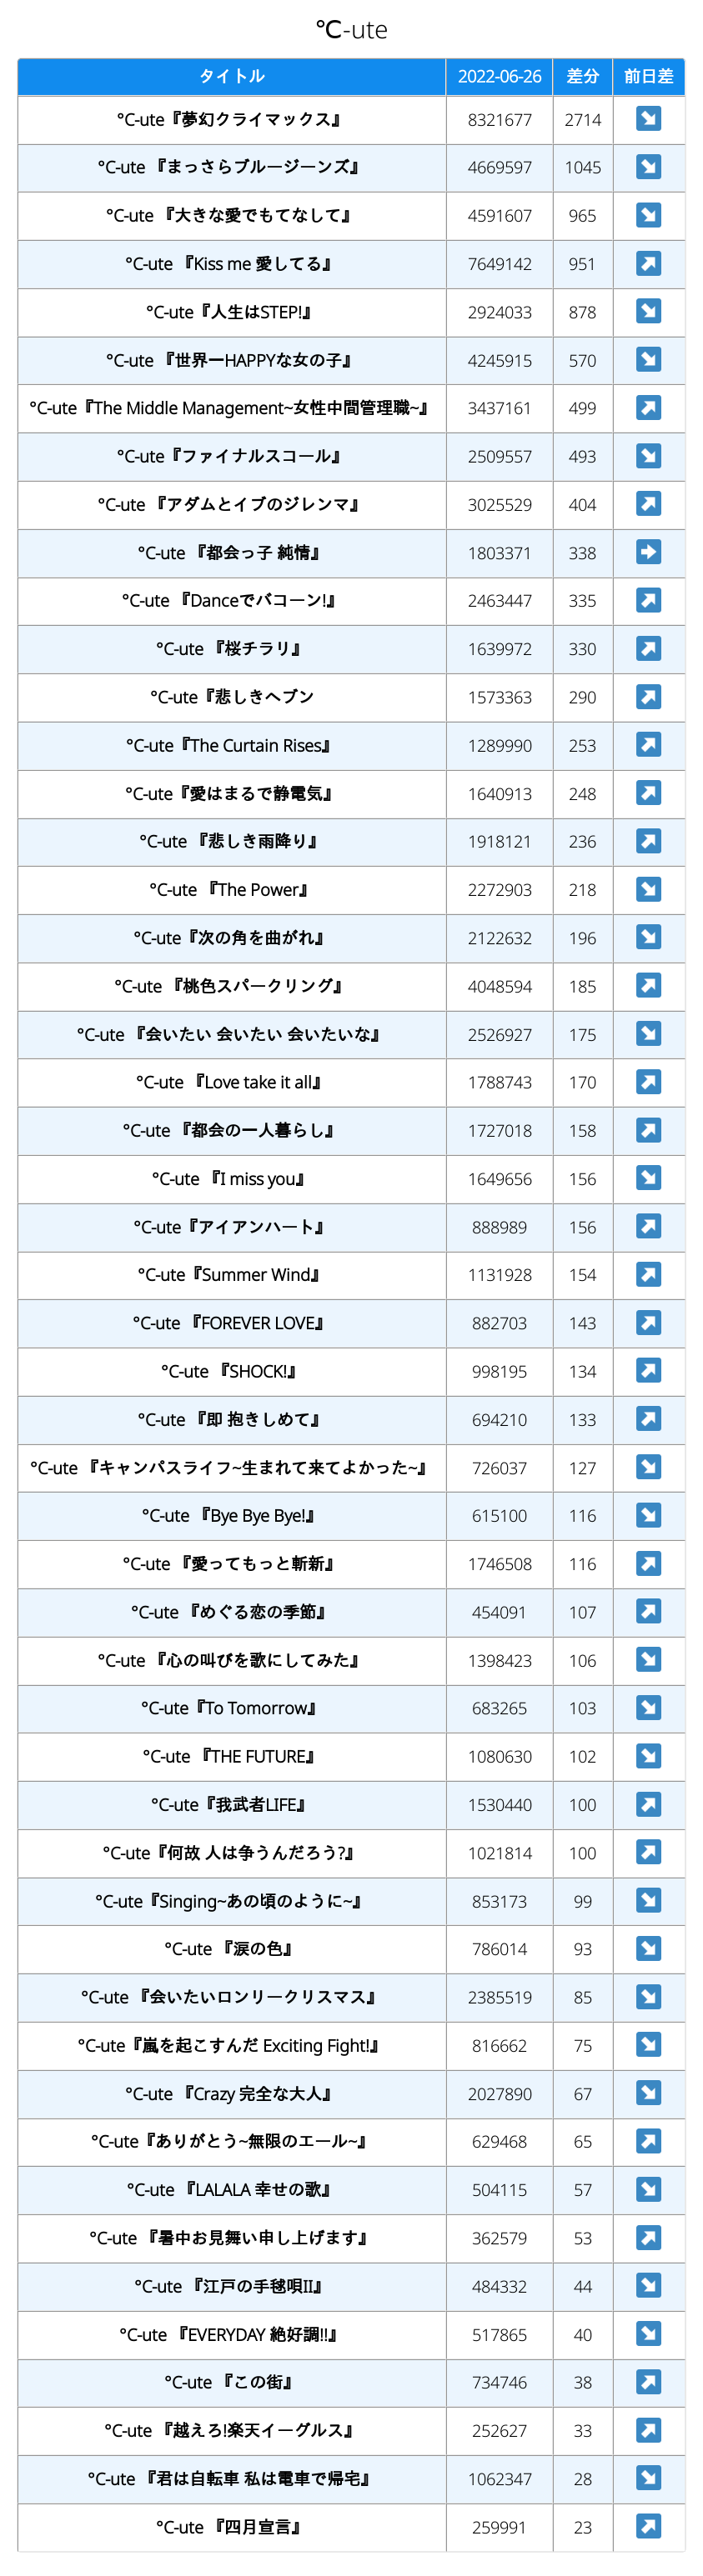 ℃-ute
タイトル 2022-06-26 差分 前日差
°C-ute『夢幻クライマックス』 8321677 2714 ↘
°C-ute 『まっさらブルージーンズ』 4669597 1045 ↘
°C-ute 『大きな愛でもてなして』 4591607 965 ↘
°C-ute 『Kiss me 愛してる』 7649142 951 ↗
°C-ute『人生はSTEP!』 2924033 878 ↘
°C-ute 『世界一HAPPYな女の子』 4245915 570 ↘
°C-ute『The Middle Management~女性中間管理職~』 3437161 499 ↗
°C-ute『ファイナルスコール』 2509557 493 ↘
°C-ute 『アダムとイブのジレンマ』 3025529 404 ↗
°C-ute 『都会っ子 純情』 1803371 338 ➡
°C-ute 『Danceでバコーン!』 2463447 335 ↗
°C-ute 『桜チラリ』 1639972 330 ↗
°C-ute『悲しきヘブン 1573363 290 ↗
°C-ute『The Curtain Rises』 1289990 253 ↗
°C-ute『愛はまるで静電気』 1640913 248 ↗
°C-ute 『悲しき雨降り』 1918121 236 ↗
°C-ute 『The Power』 2272903 218 ↘
°C-ute『次の角を曲がれ』 2122632 196 ↘
°C-ute 『桃色スパークリング』 4048594 185 ↗
°C-ute 『会いたい 会いたい 会いたいな』 2526927 175 ↘
°C-ute 『Love take it all』 1788743 170 ↗
°C-ute 『都会の一人暮らし』 1727018 158 ↗
°C-ute 『I miss you』 1649656 156 ↘
°C-ute『アイアンハート』 888989 156 ↗
°C-ute『Summer Wind』 1131928 154 ↗
°C-ute 『FOREVER LOVE』 882703 143 ↗
°C-ute 『SHOCK!』 998195 134 ↗
°C-ute 『即 抱きしめて』 694210 133 ↗
°C-ute 『キャンパスライフ~生まれて来てよかった~』 726037 127 ↘
°C-ute 『Bye Bye Bye!』 615100 116 ↘
°C-ute 『愛ってもっと斬新』 1746508 116 ↗
°C-ute 『めぐる恋の季節』 454091 107 ↗
°C-ute 『心の叫びを歌にしてみた』 1398423 106 ↘
°C-ute『To Tomorrow』 683265 103 ↘
°C-ute 『THE FUTURE』 1080630 102 ↘
°C-ute『我武者LIFE』 1530440 100 ↗
°C-ute『何故 人は争うんだろう?』 1021814 100 ↗
°C-ute『Singing~あの頃のように~』 853173 99 ↘
°C-ute 『涙の色』 786014 93 ↘
°C-ute 『会いたいロンリークリスマス』 2385519 85 ↘
°C-ute『嵐を起こすんだ Exciting Fight!』 816662 75 ↘
°C-ute 『Crazy 完全な大人』 2027890 67 ↘
°C-ute『ありがとう~無限のエール~』 629468 65 ↗
°C-ute 『LALALA 幸せの歌』 504115 57 ↘
°C-ute 『暑中お見舞い申し上げます』 362579 53 ↗
°C-ute 『江戸の手毬唄II』 484332 44 ↘
°C-ute 『EVERYDAY 絶好調!!』 517865 40 ↘
°C-ute 『この街』 734746 38 ↗
°C-ute 『越えろ!楽天イーグルス』 252627 33 ↗
°C-ute 『君は自転車 私は電車で帰宅』 1062347 28 ↘
°C-ute 『四月宣言』 259991 23 ↗